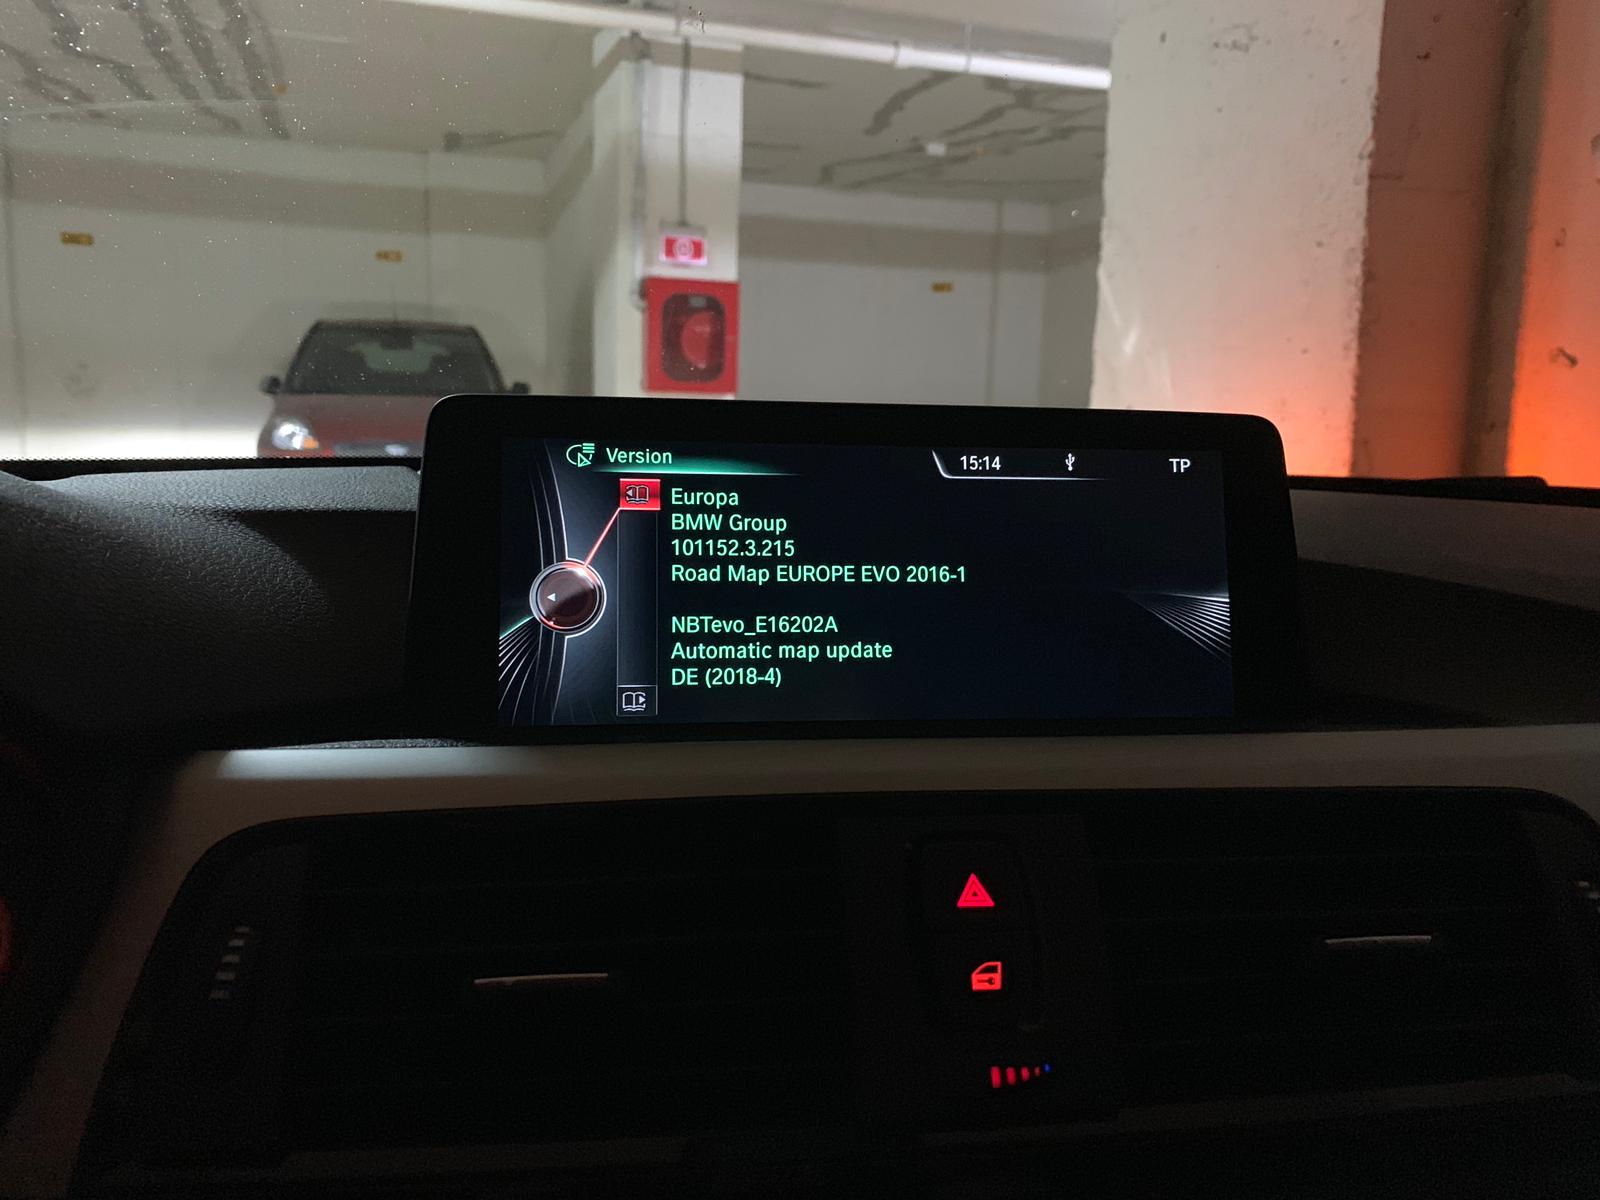 Version
15:14
TP
Europa
BMW Group
101152.3.215
Road Map EUROPE EVO 2016-1
NBTevo_E16202A
Automatic map update
DE (2018-4)